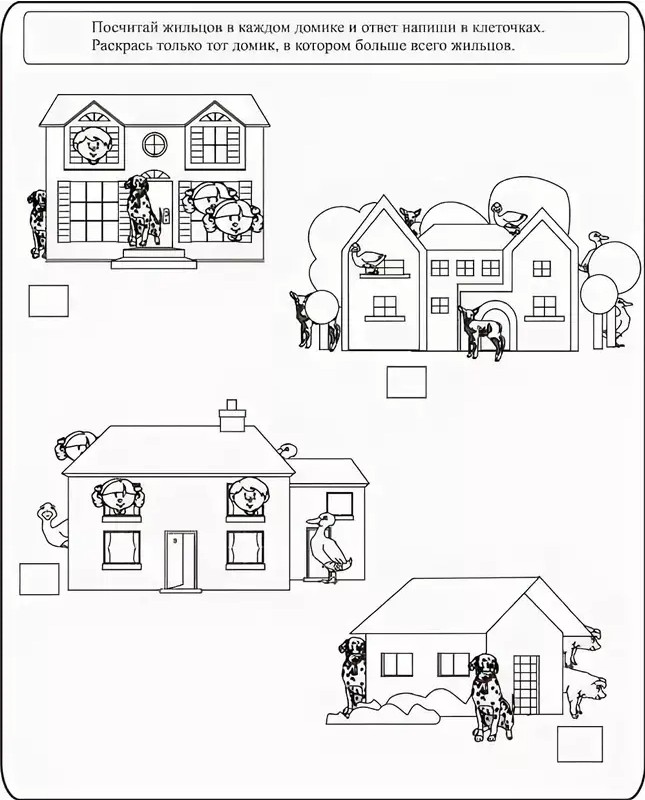 Посчитай жильцов в каждом домике и ответ напиши в клеточках.
Раскрась только тот домик, в котором больше всего жильцов.